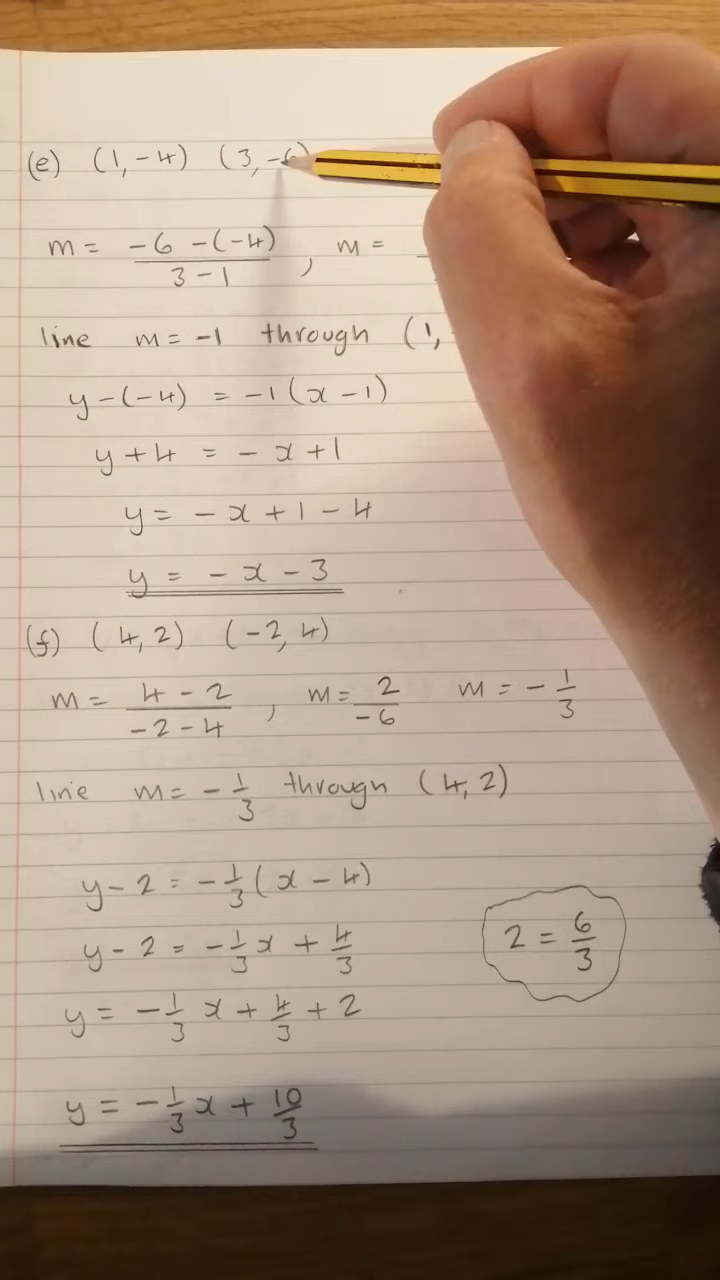 (e) (1, -4) (3, -6)
m = -6 - (-4) / 3 - 1 , m =
line m = -1 through (1,
y - (-4) = -1(x - 1)
y + 4 = - x + 1
y = - x + 1 - 4
y = - x - 3
(f) (4, 2) (-2, 4)
m = 4 - 2 / -2 - 4 , m = 2 / -6 m = - 1/3
line m = - 1/3 through (4, 2)
y - 2 = - 1/3 (x - 4)
y - 2 = - 1/3 x + 4/3
2 = 6/3
y = - 1/3 x + 4/3 + 2
y = - 1/3 x + 10/3